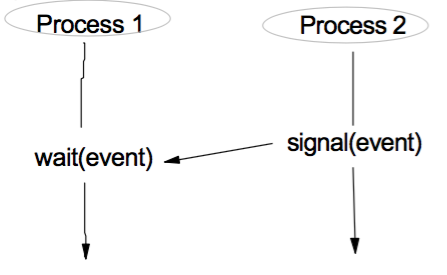 Process 1
Process 2
signal(event)
wait(event)